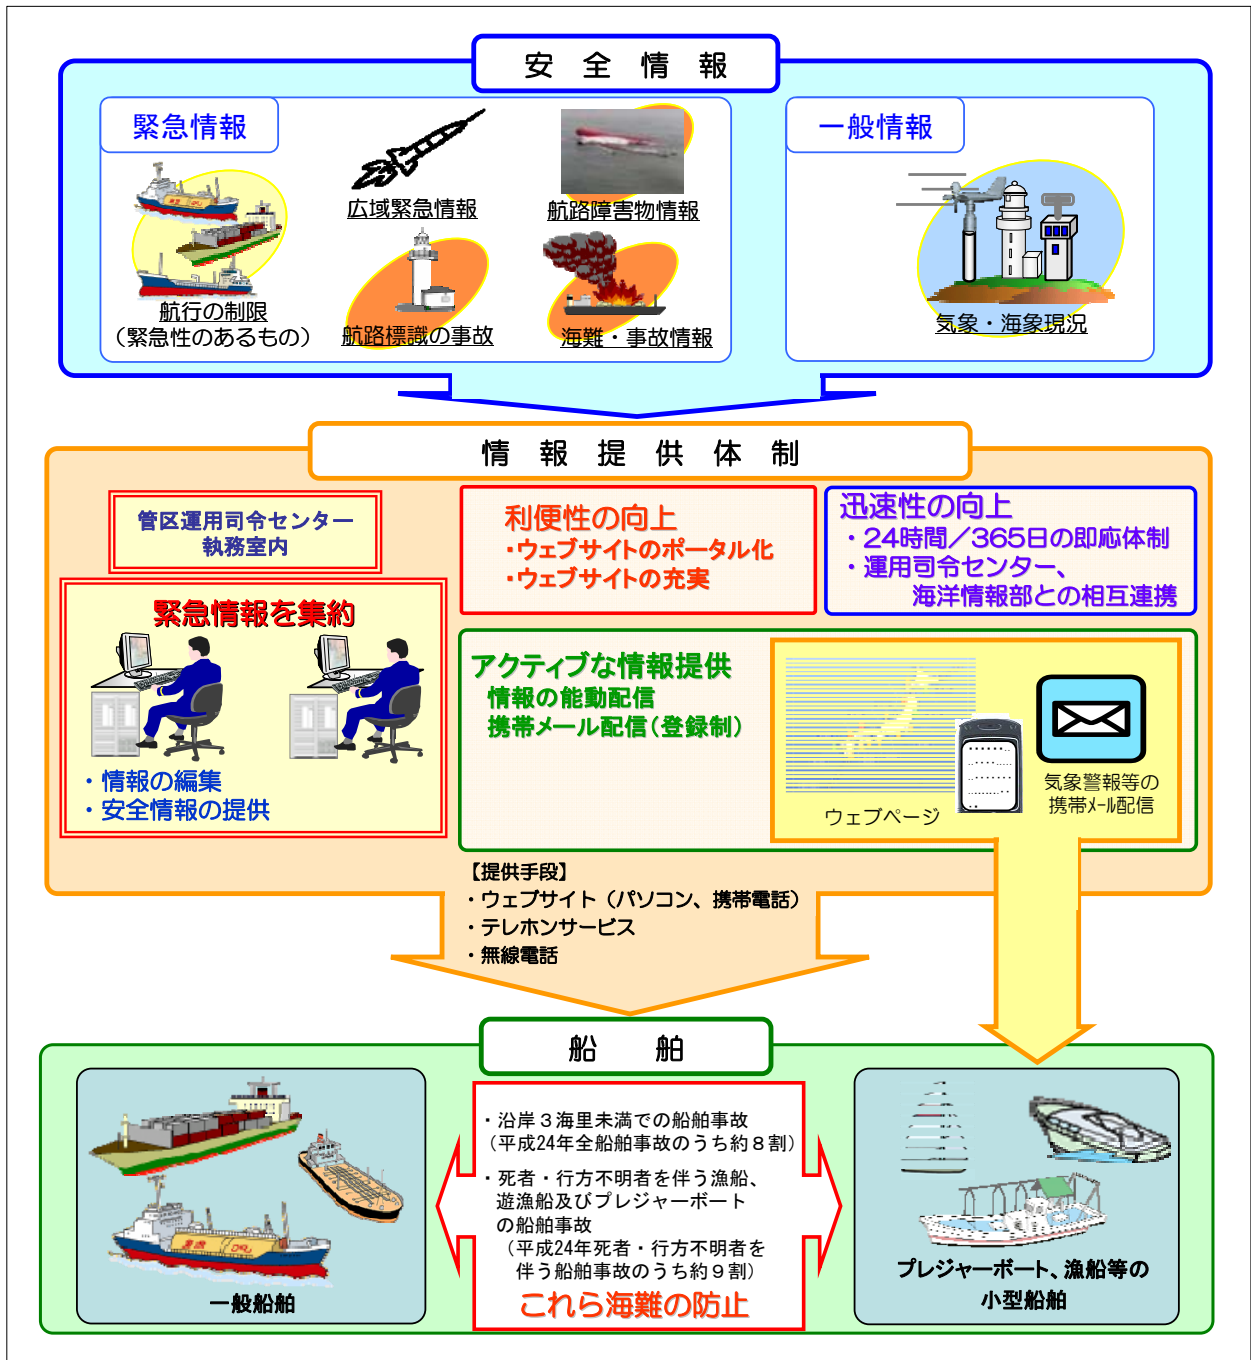 安全情報
緊急情報
一般情報
広域緊急情報
航路障害物情報
航行の制限
（緊急性のあるもの）
航路標識の事故
海難・事故情報
気象・海象現況
情報提供体制
管区運用司令センター
執務室内
緊急情報を集約
・情報の編集
・安全情報の提供
利便性の向上
・ウェブサイトのポータル化
・ウェブサイトの充実
迅速性の向上
・24時間／365日の即応体制
・運用司令センター、
海洋情報部との相互連携
アクティブな情報提供
情報の能動配信
携帯メール配信（登録制）
ウェブページ
気象警報等の
携帯メール配信
【提供手段】
・ウェブサイト（パソコン、携帯電話）
・テレホンサービス
・無線電話
船舶
一般船舶
・沿岸３海里未満での船舶事故
（平成24年全船舶事故のうち約８割）
・死者・行方不明者を伴う漁船、
遊漁船及びプレジャーボート
の船舶事故
（平成24年死者・行方不明者を
伴う船舶事故のうち約９割）
これら海難の防止
プレジャーボート、漁船等の
小型船舶